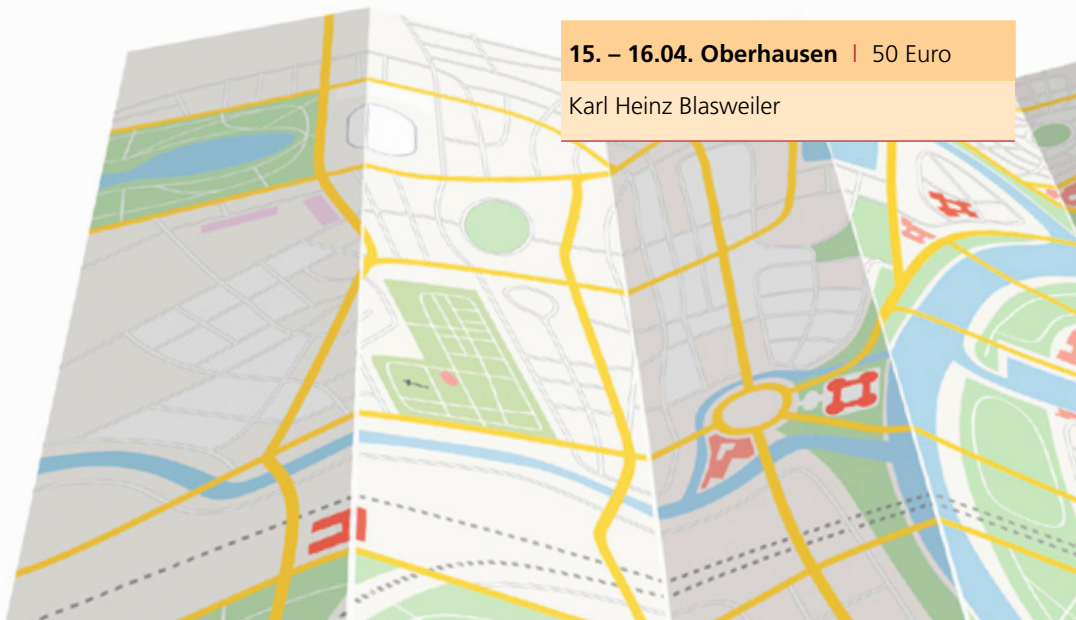 15. – 16.04. Oberhausen | 50 Euro
Karl Heinz Blasweiler